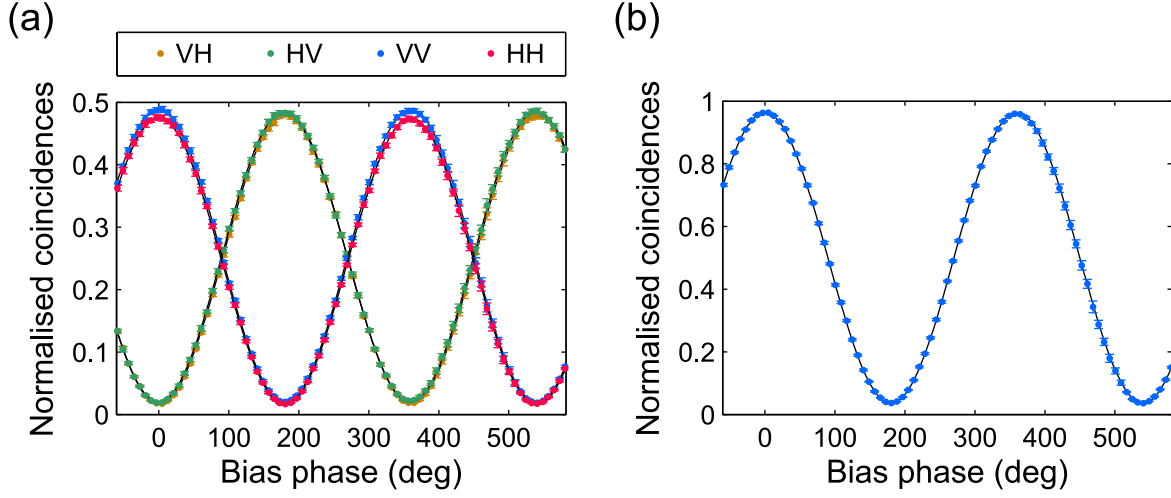 (a)
VH HV VV HH
Normalised coincidences
0.5
0.4
0.3
0.2
0.1
0
0 100 200 300 400 500
Bias phase (deg)
(b)
Normalised coincidences
1
0.8
0.6
0.4
0.2
0
0 100 200 300 400 500
Bias phase (deg)